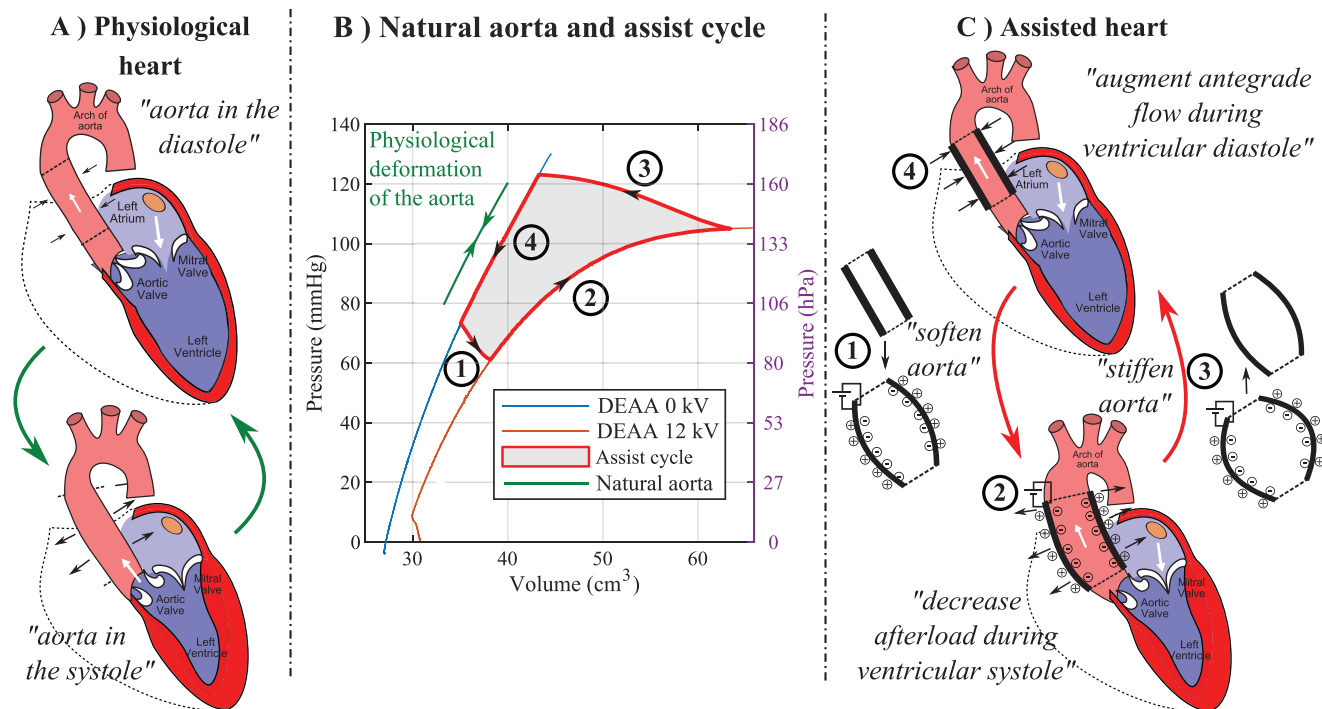 A ) Physiological
heart
"aorta in the
diastole"
Arch of
aorta
Left
Atrium
Mitral
Valve
Aortic
Valve
Left
Ventricle
Arch of
aorta
Mitral
Valve
Aortic
Valve
Left
Ventricle
"aorta in
the systole"
B ) Natural aorta and assist cycle
Physiological
deformation
of the aorta
Pressure (mmHg)
140
120
100
80
60
40
20
0
186
160
133
106
80
53
27
0
Pressure (hPa)
30
40
50
60
Volume (cm³)
1
2
3
4
DEAA 0 kV
DEAA 12 kV
Assist cycle
Natural aorta
C ) Assisted heart
"augment antegrade
flow during
ventricular diastole"
4
Arch of
aorta
Left
Atrium
Aortic
Valve
Mitral
Valve
Left
Ventricle
1
"soften
aorta"
"stiffen
aorta"
3
2
Arch of
aorta
Aortic
Valve
Mitral
Valve
Left
Ventricle
"decrease
afterload during
ventricular systole"